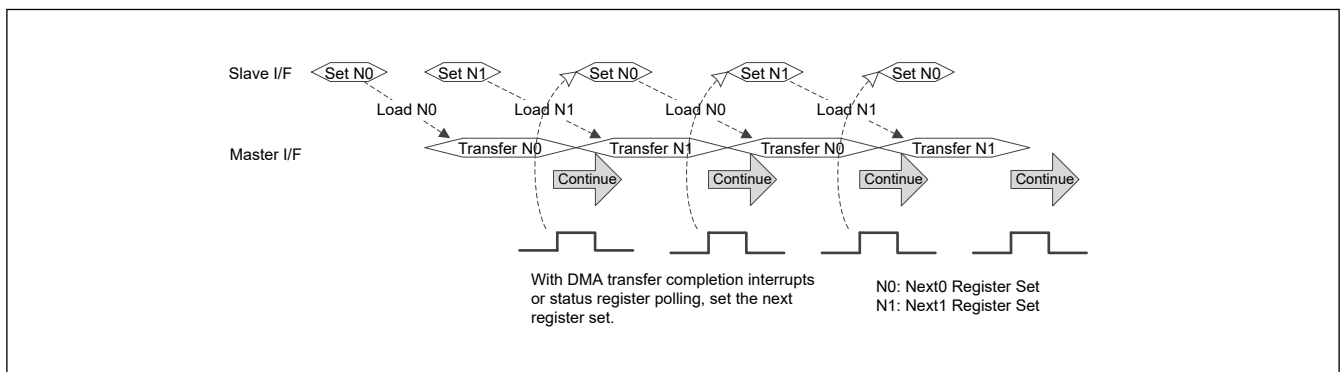 Slave I/F Set N0 Set N1 Set N0 Set N1 Set N0
Load N0 Load N1 Load N0 Load N1
Master I/F Transfer N0 Transfer N1 Transfer N0 Transfer N1
Continue Continue Continue Continue
With DMA transfer completion interrupts
or status register polling, set the next
register set.
N0: Next0 Register Set
N1: Next1 Register Set